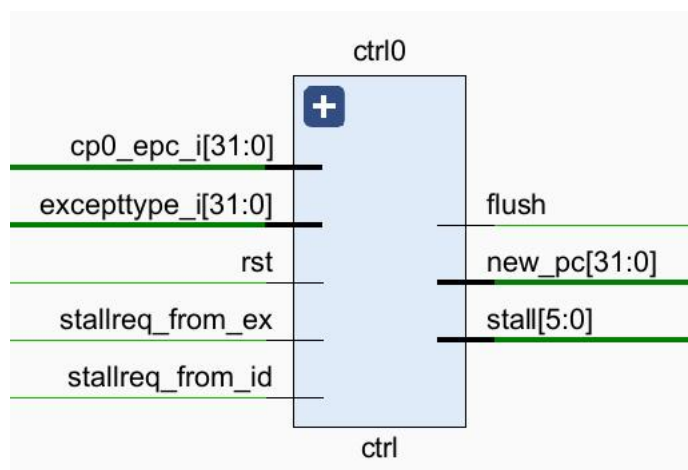 ctrl0
cp0_epc_i[31:0]
excepttype_i[31:0]
rst
stallreq_from_ex
stallreq_from_id
flush
new_pc[31:0]
stall[5:0]
ctrl